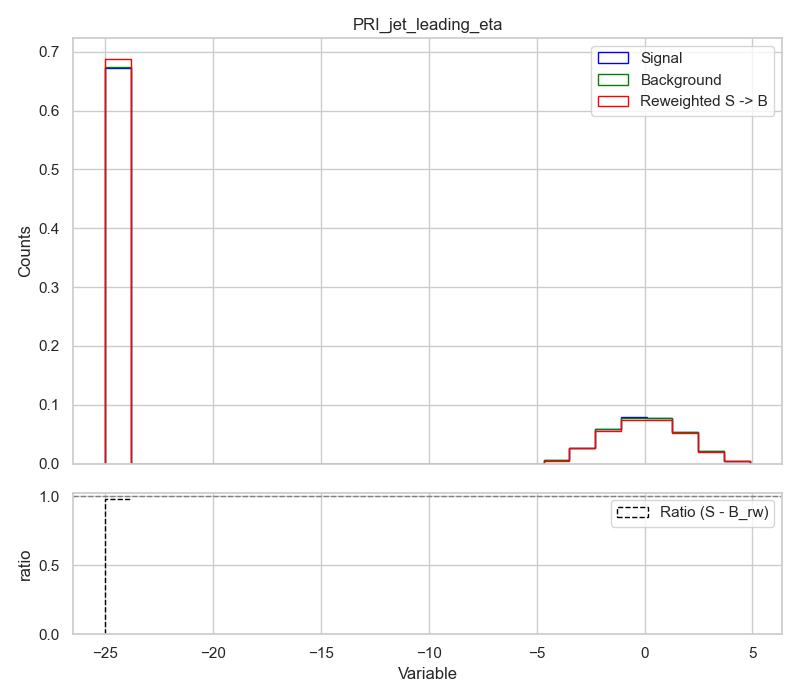 PRI_jet_leading_eta
0.7
0.6
0.5
0.4
0.3
0.2
0.1
0.0
Counts
Signal
Background
Reweighted S -> B
1.0
0.5
0.0
ratio
Ratio (S - B_rw)
−25
−20
−15
−10
−5
0
5
Variable